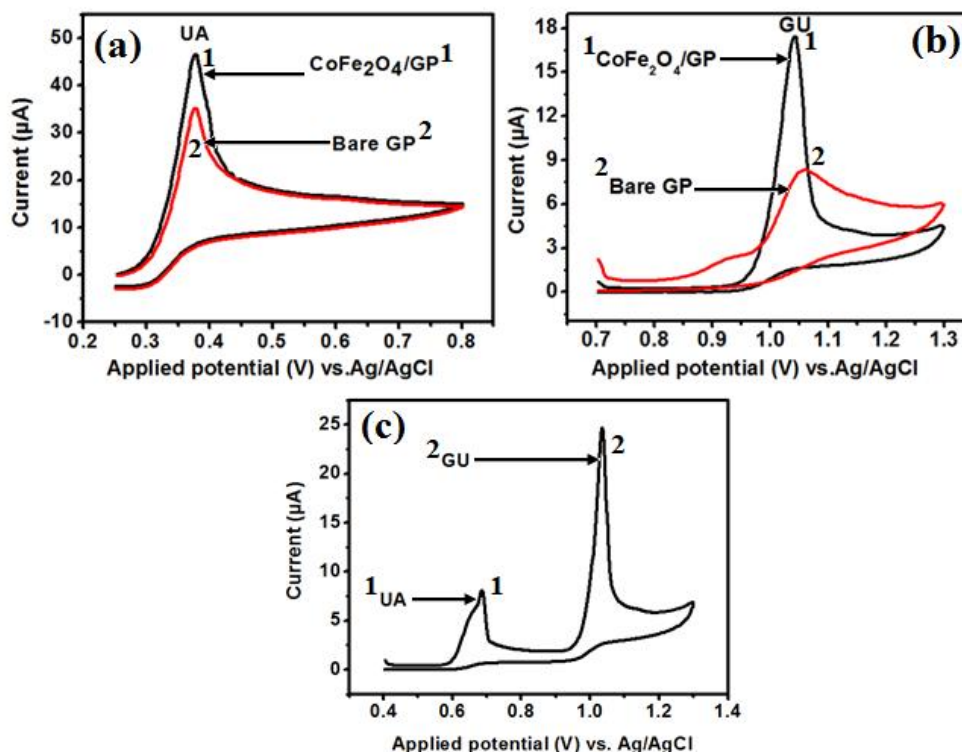 (a)
UA
1
CoFe₂O₄/GP¹
Bare GP²
2
50
40
30
20
10
0
-10
Current (µA)
0.2 0.3 0.4 0.5 0.6 0.7 0.8
Applied potential (V) vs.Ag/AgCl
(b)
GU
1
¹CoFe₂O₄/GP
2
²Bare GP
18
15
12
9
6
3
0
Current (µA)
0.7 0.8 0.9 1.0 1.1 1.2 1.3
Applied potential (V) vs.Ag/AgCl
(c)
²GU
2
¹UA
1
25
20
15
10
5
0
Current (µA)
0.4 0.6 0.8 1.0 1.2 1.4
Applied potential (V) vs. Ag/AgCl